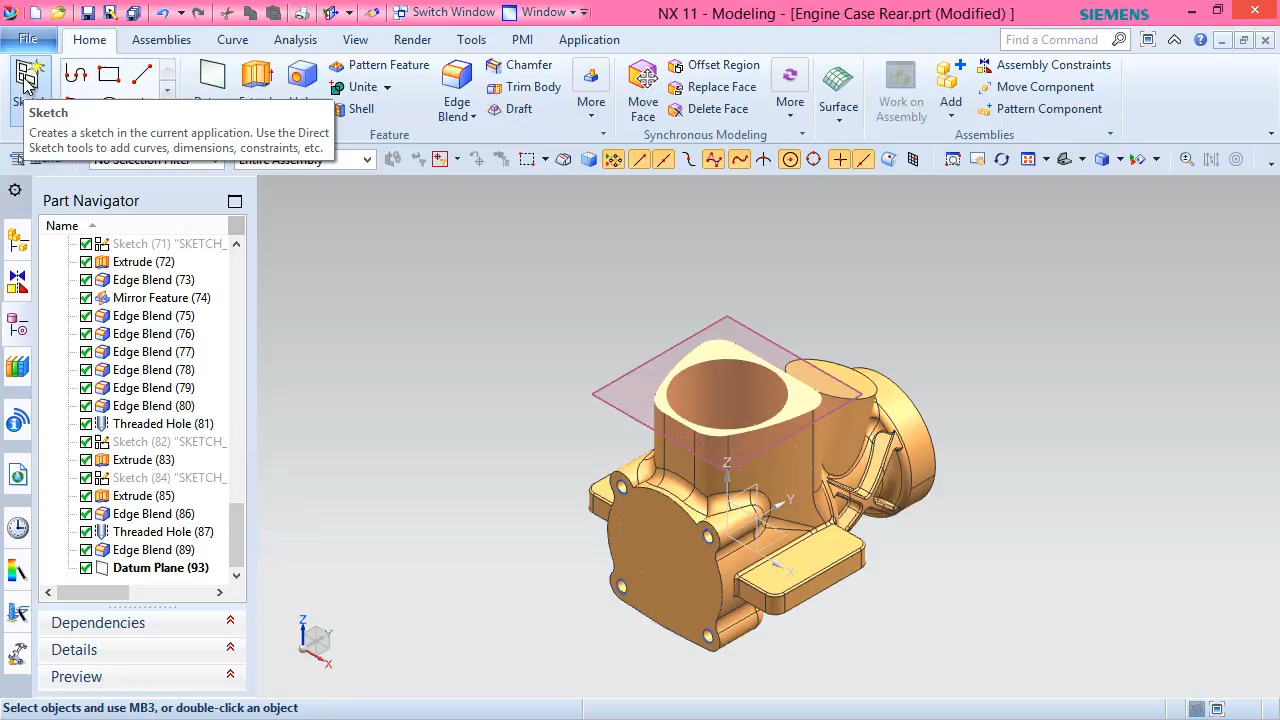 Switch Window
Window
NX 11 - Modeling - [Engine Case Rear.prt (Modified) ]
SIEMENS
File
Home
Assemblies
Curve
Analysis
View
Render
Tools
PMI
Application
Find a Command
Pattern Feature
Unite
Shell
Chamfer
Trim Body
Draft
Edge
Blend
More
Feature
Move
Face
Offset Region
Replace Face
Delete Face
More
Synchronous Modeling
Surface
Work on
Assembly
Add
Assembly Constraints
Move Component
Pattern Component
Assemblies
Sketch
Creates a sketch in the current application. Use the Direct
Sketch tools to add curves, dimensions, constraints, etc.
Part Navigator
Name
Sketch (71) "SKETCH_
Extrude (72)
Edge Blend (73)
Mirror Feature (74)
Edge Blend (75)
Edge Blend (76)
Edge Blend (77)
Edge Blend (78)
Edge Blend (79)
Edge Blend (80)
Threaded Hole (81)
Sketch (82) "SKETCH_
Extrude (83)
Sketch (84) "SKETCH_
Extrude (85)
Edge Blend (86)
Threaded Hole (87)
Edge Blend (89)
Datum Plane (93)
Dependencies
Details
Preview
Z
Y
X
Z
Y
X
Select objects and use MB3, or double-click an object